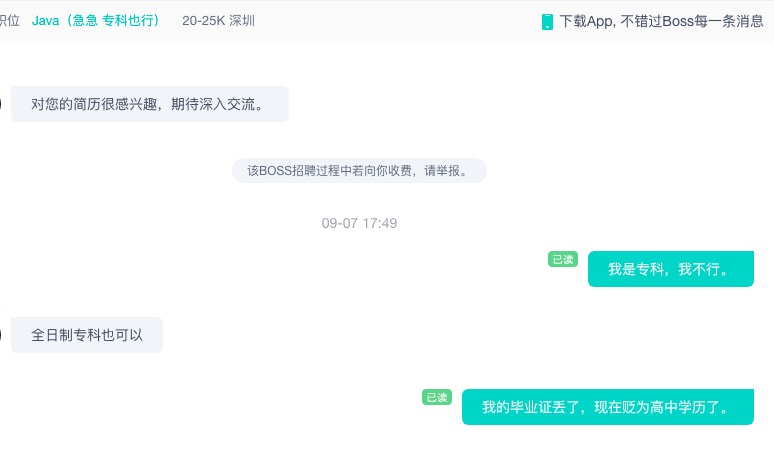 职位 Java（急急 专科也行） 20-25K 深圳 下载App, 不错过Boss每一条消息
对您的简历很感兴趣，期待深入交流。
该BOSS招聘过程中若向你收费，请举报。
09-07 17:49
已读 我是专科，我不行。
全日制专科也可以
已读 我的毕业证丢了，现在贬为高中学历了。